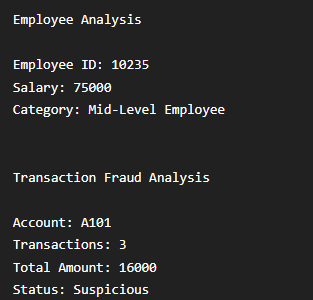 Employee Analysis
Employee ID: 10235
Salary: 75000
Category: Mid-Level Employee
Transaction Fraud Analysis
Account: A101
Transactions: 3
Total Amount: 16000
Status: Suspicious